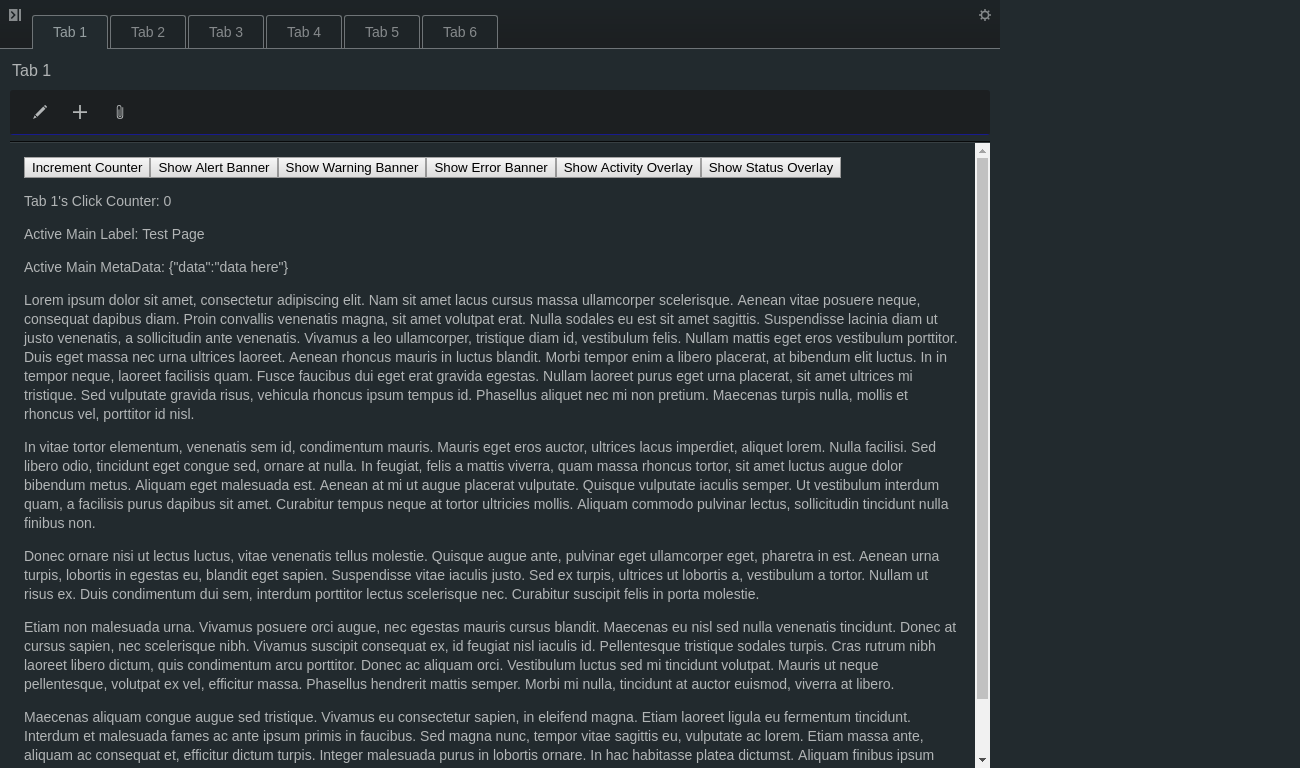 Tab 1
Tab 2
Tab 3
Tab 4
Tab 5
Tab 6
Tab 1
Increment Counter
Show Alert Banner
Show Warning Banner
Show Error Banner
Show Activity Overlay
Show Status Overlay
Tab 1's Click Counter: 0
Active Main Label: Test Page
Active Main MetaData: {"data":"data here"}
Lorem ipsum dolor sit amet, consectetur adipiscing elit. Nam sit amet lacus cursus massa ullamcorper scelerisque. Aenean vitae posuere neque,
consequat dapibus diam. Proin convallis venenatis magna, sit amet volutpat erat. Nulla sodales eu est sit amet sagittis. Suspendisse lacinia diam ut
justo venenatis, a sollicitudin ante venenatis. Vivamus a leo ullamcorper, tristique diam id, vestibulum felis. Nullam mattis eget eros vestibulum porttitor.
Duis eget massa nec urna ultrices laoreet. Aenean rhoncus mauris in luctus blandit. Morbi tempor enim a libero placerat, at bibendum elit luctus. In in
tempor neque, laoreet facilisis quam. Fusce faucibus dui eget erat gravida egestas. Nullam laoreet purus eget urna placerat, sit amet ultrices mi
tristique. Sed vulputate gravida risus, vehicula rhoncus ipsum tempus id. Phasellus aliquet nec mi non pretium. Maecenas turpis nulla, mollis et
rhoncus vel, porttitor id nisl.
In vitae tortor elementum, venenatis sem id, condimentum mauris. Mauris eget eros auctor, ultrices lacus imperdiet, aliquet lorem. Nulla facilisi. Sed
libero odio, tincidunt eget congue sed, ornare at nulla. In feugiat, felis a mattis viverra, quam massa rhoncus tortor, sit amet luctus augue dolor
bibendum metus. Aliquam eget malesuada est. Aenean at mi ut augue placerat vulputate. Quisque vulputate iaculis semper. Ut vestibulum interdum
quam, a facilisis purus dapibus sit amet. Curabitur tempus neque at tortor ultricies mollis. Aliquam commodo pulvinar lectus, sollicitudin tincidunt nulla
finibus non.
Donec ornare nisi ut lectus luctus, vitae venenatis tellus molestie. Quisque augue ante, pulvinar eget ullamcorper eget, pharetra in est. Aenean urna
turpis, lobortis in egestas eu, blandit eget sapien. Suspendisse vitae iaculis justo. Sed ex turpis, ultrices ut lobortis a, vestibulum a tortor. Nullam ut
risus ex. Duis condimentum dui sem, interdum porttitor lectus scelerisque nec. Curabitur suscipit felis in porta molestie.
Etiam non malesuada urna. Vivamus posuere orci augue, nec egestas mauris cursus blandit. Maecenas eu nisl sed nulla venenatis tincidunt. Donec at
cursus sapien, nec scelerisque nibh. Vivamus suscipit consequat ex, id feugiat nisl iaculis id. Pellentesque tristique sodales turpis. Cras rutrum nibh
laoreet libero dictum, quis condimentum arcu porttitor. Donec ac aliquam orci. Vestibulum luctus sed mi tincidunt volutpat. Mauris ut neque
pellentesque, volutpat ex vel, efficitur massa. Phasellus hendrerit mattis semper. Morbi mi nulla, tincidunt at auctor euismod, viverra at libero.
Maecenas aliquam congue augue sed tristique. Vivamus eu consectetur sapien, in eleifend magna. Etiam laoreet ligula eu fermentum tincidunt.
Interdum et malesuada fames ac ante ipsum primis in faucibus. Sed magna nunc, tempor vitae sagittis eu, vulputate ac lorem. Etiam massa ante,
aliquam ac consequat et, efficitur dictum turpis. Integer malesuada purus in lobortis ornare. In hac habitasse platea dictumst. Aliquam finibus ipsum